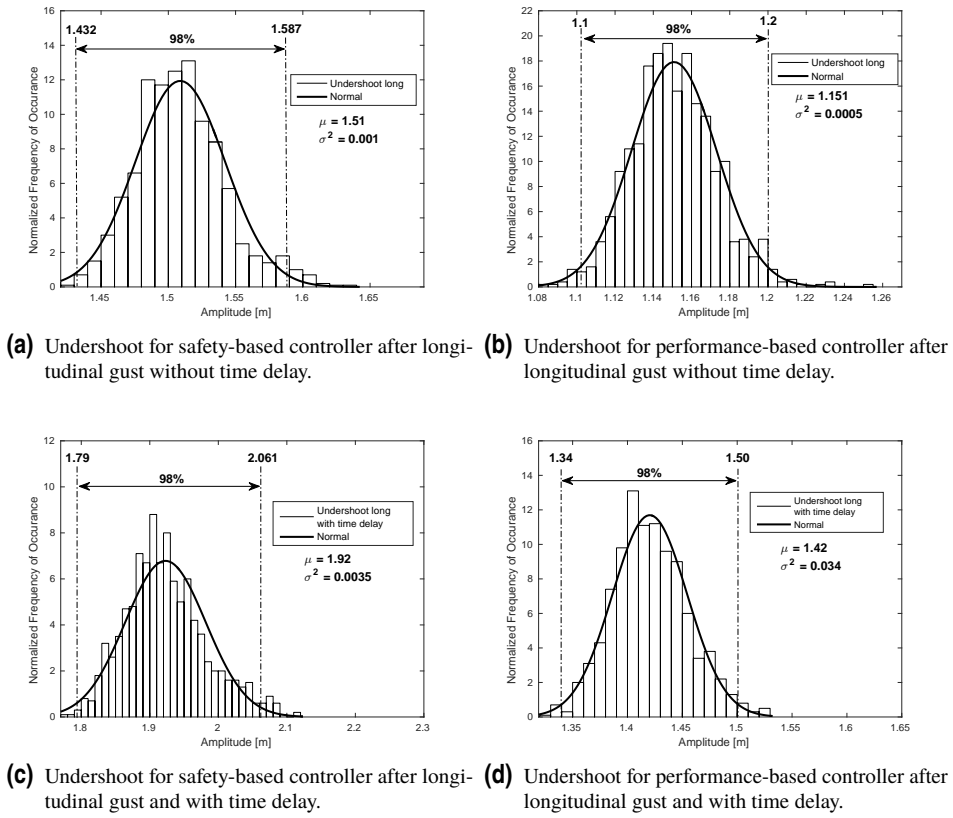 1.432
98%
1.587
Undershoot long
Normal
μ = 1.51
σ² = 0.001
Normalized Frequency of Occurance
16
14
12
10
8
6
4
2
0
1.45
1.5
1.55
1.6
1.65
Amplitude [m]
(a) Undershoot for safety-based controller after longi-
tudinal gust without time delay.
1.1
98%
1.2
Undershoot long
Normal
μ = 1.151
σ² = 0.0005
Normalized Frequency of Occurance
22
20
18
16
14
12
10
8
6
4
2
0
1.08
1.1
1.12
1.14
1.16
1.18
1.2
1.22
1.24
1.26
Amplitude [m]
(b) Undershoot for performance-based controller after
longitudinal gust without time delay.
1.79
98%
2.061
Undershoot long
with time delay
Normal
μ = 1.92
σ² = 0.0035
Normalized Frequency of Occurance
12
10
8
6
4
2
0
1.8
1.9
2
2.1
2.2
2.3
Amplitude [m]
(c) Undershoot for safety-based controller after longi-
tudinal gust and with time delay.
1.34
98%
1.50
Undershoot long
with time delay
Normal
μ = 1.42
σ² = 0.034
Normalized Frequency of Occurance
16
14
12
10
8
6
4
2
0
1.35
1.4
1.45
1.5
1.55
1.6
1.65
Amplitude [m]
(d) Undershoot for performance-based controller after
longitudinal gust and with time delay.